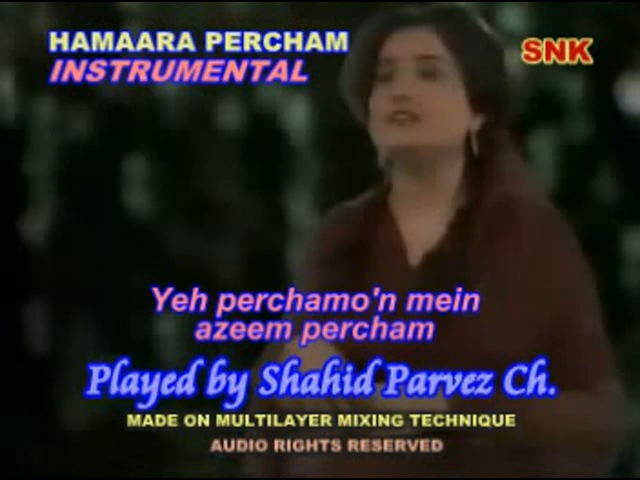 HAMAARA PERCHAM
SNK
INSTRUMENTAL
Yeh perchamo'n mein
azeem percham
Played by Shahid Parvez Ch.
MADE ON MULTILAYER MIXING TECHNIQUE
AUDIO RIGHTS RESERVED